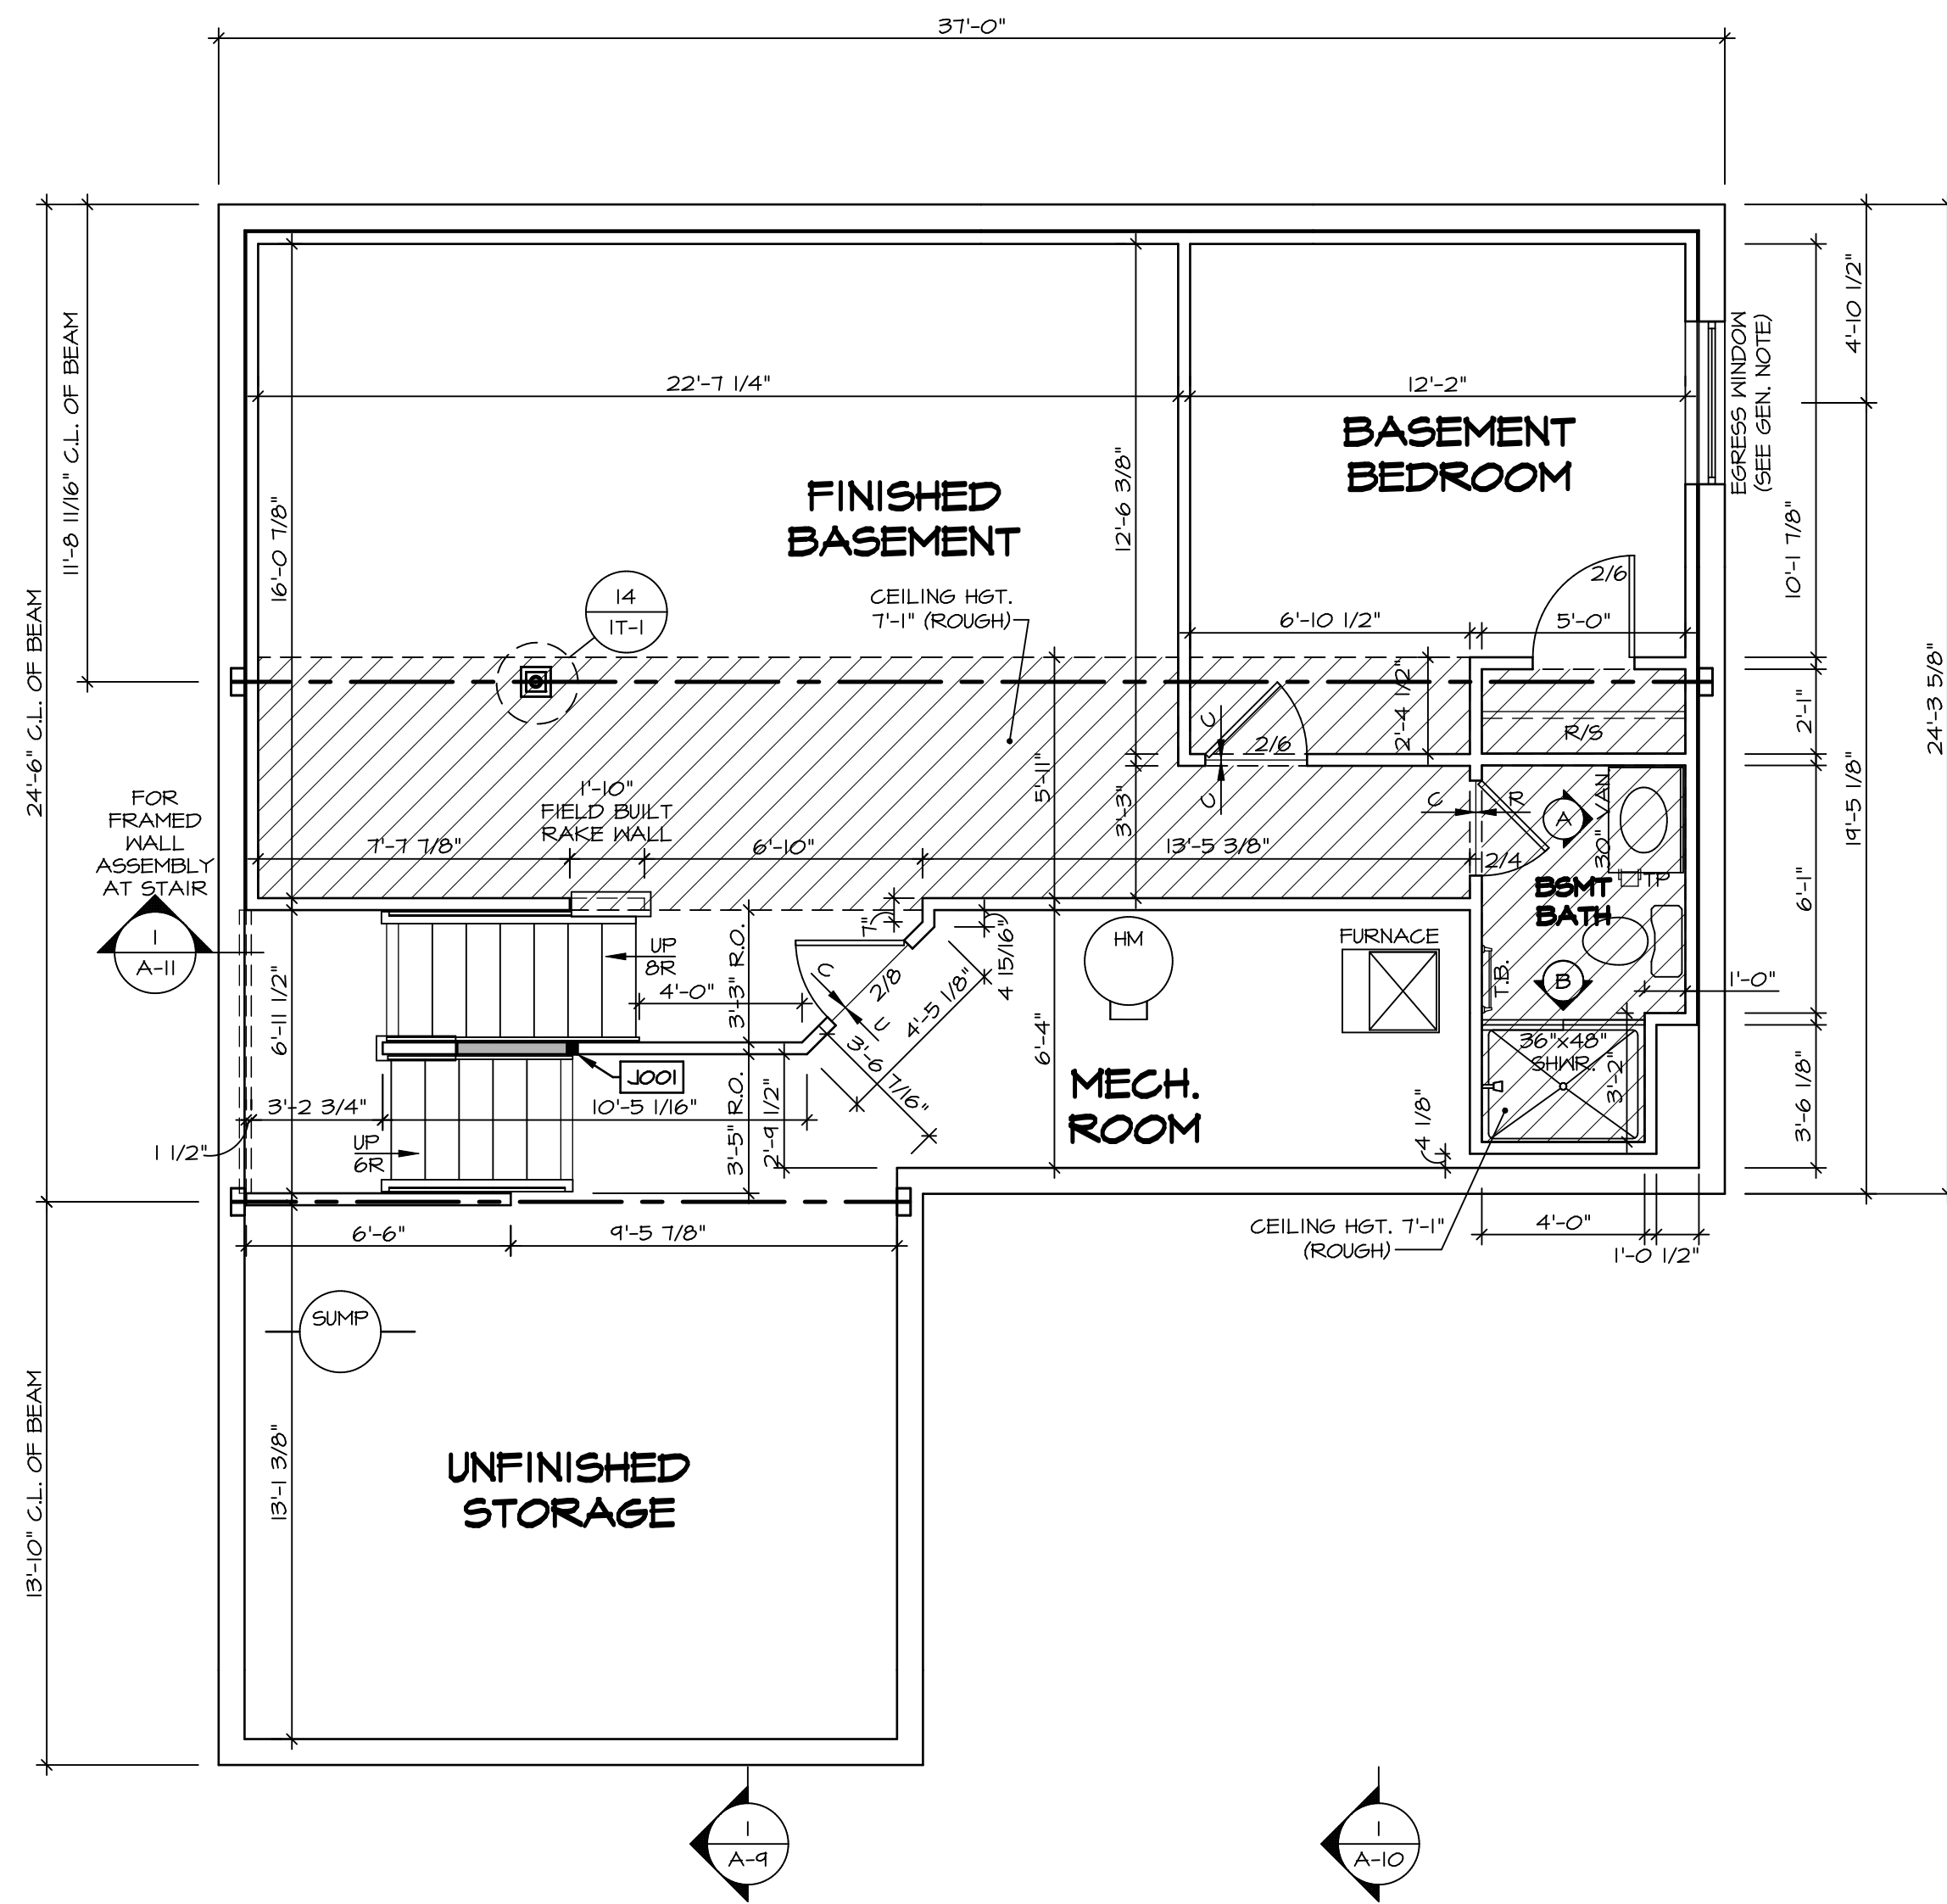 37'-0"
11'-8 11/16" C.L. OF BEAM
24'-6" C.L. OF BEAM
13'-10" C.L. OF BEAM
FOR
FRAMED
WALL
ASSEMBLY
AT STAIR
1
A-11
16'-0 7/8"
22'-7 1/4"
12'-2"
BASEMENT
BEDROOM
FINISHED
BASEMENT
12'-6 3/8"
CEILING HGT.
7'-1" (ROUGH)
14
1T-1
EGRESS WINDOW
(SEE GEN. NOTE)
4'-10 1/2"
10'-1 7/8"
24'-3 5/8"
19'-5 1/8"
2/6
6'-10 1/2"
5'-0"
2'-4 1/2"
2'-1"
R/S
C
C
2/6
5'-11"
3'-3"
1'-10"
FIELD BUILT
RAKE WALL
7'-7 7/8"
6'-10"
13'-5 3/8"
C
R
2/4
A
30" VAN
TP
BSMT
BATH
6'-1"
T.B.
B
1'-0"
36"x48"
SHWR.
3'-2"
3'-6 1/8"
UP
8R
4'-0"
3'-3" R.O.
7"
4 15/16"
C
2/8
C
4'-5 1/8"
3'-6 7/16"
HM
FURNACE
6'-4"
6'-11 1/2"
J001
3'-2 3/4"
10'-5 1/16"
3'-5" R.O.
2'-9 1/2"
1 1/2"
UP
6R
MECH.
ROOM
4 1/8"
CEILING HGT. 7'-1"
(ROUGH)
4'-0"
1'-0 1/2"
6'-6"
9'-5 7/8"
SUMP
13'-1 3/8"
UNFINISHED
STORAGE
1
A-9
1
A-10